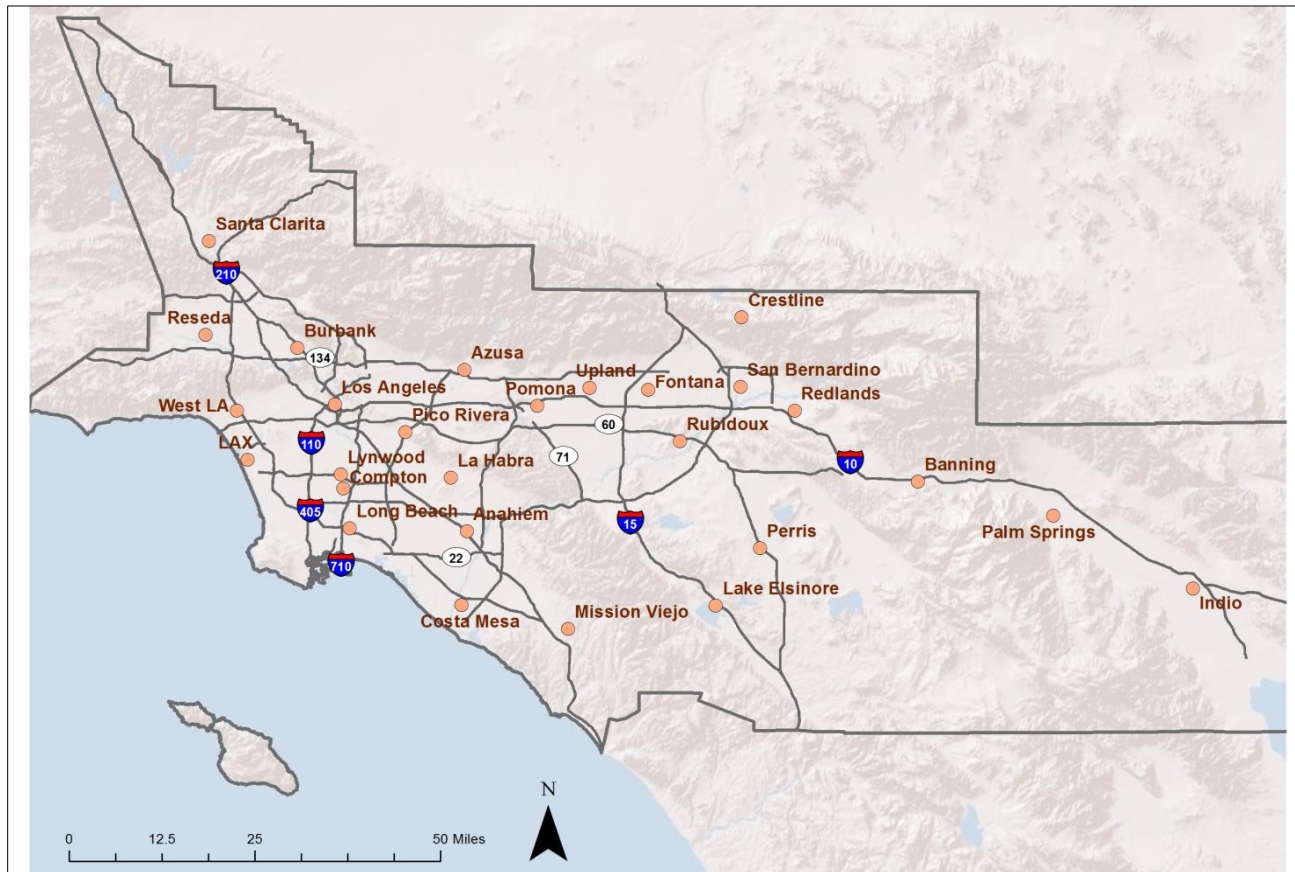 Santa Clarita
210
Crestline
Reseda
Burbank
134
Azusa
Upland
San Bernardino
Los Angeles
Pomona
Fontana
Redlands
West LA
Pico Rivera
60
Rubidoux
LAX
110
Lynwood
La Habra
71
10
Compton
Banning
405
Long Beach
Anahiem
15
Palm Springs
Perris
22
710
Lake Elsinore
Indio
Costa Mesa
Mission Viejo
N
0 12.5 25 50 Miles